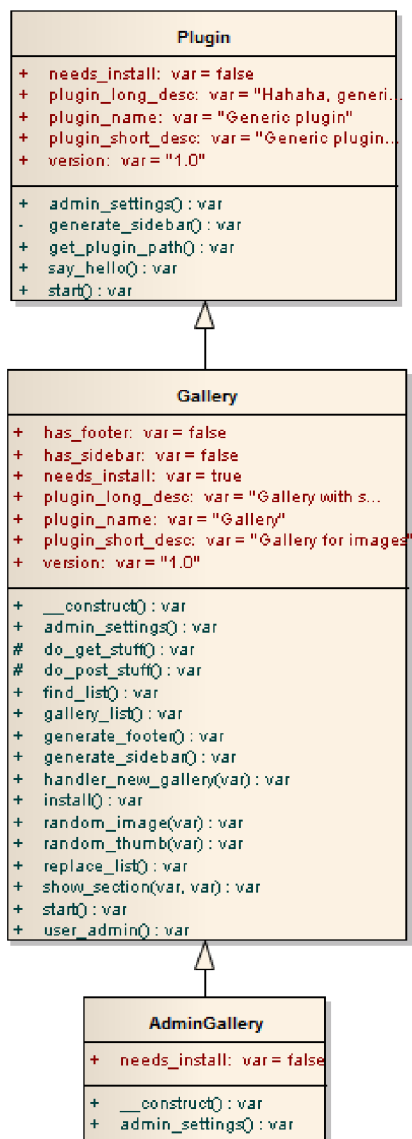 Plugin
+ needs_install: var = false
+ plugin_long_desc: var = "Hahaha, generi...
+ plugin_name: var = "Generic plugin"
+ plugin_short_desc: var = "Generic plugin...
+ version: var = "1.0"
+ admin_settings() : var
- generate_sidebar() : var
+ get_plugin_path() : var
+ say_hello() : var
+ start() : var
Gallery
+ has_footer: var = false
+ has_sidebar: var = false
+ needs_install: var = true
+ plugin_long_desc: var = "Gallery with s...
+ plugin_name: var = "Gallery"
+ plugin_short_desc: var = "Gallery for images"
+ version: var = "1.0"
+ __construct() : var
+ admin_settings() : var
# do_get_stuff() : var
# do_post_stuff() : var
+ find_list() : var
+ gallery_list() : var
+ generate_footer() : var
+ generate_sidebar() : var
+ handler_new_gallery(var) : var
+ install() : var
+ random_image(var) : var
+ random_thumb(var) : var
+ replace_list() : var
+ show_section(var, var) : var
+ start() : var
+ user_admin() : var
AdminGallery
+ needs_install: var = false
+ __construct() : var
+ admin_settings() : var